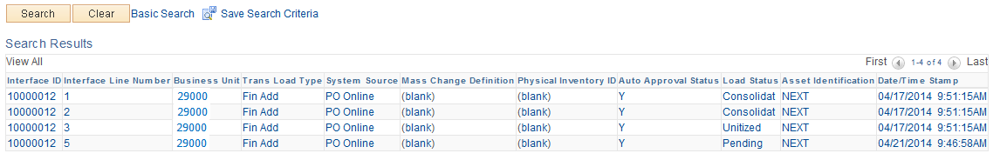 Search Clear Basic Search Save Search Criteria
Search Results
View All First 1-4 of 4 Last
Interface ID Interface Line Number Business Unit Trans Load Type System Source Mass Change Definition Physical Inventory ID Auto Approval Status Load Status Asset Identification Date/Time Stamp
10000012 1 29000 Fin Add PO Online (blank) (blank) Y Consolidat NEXT 04/17/2014 9:51:15AM
10000012 2 29000 Fin Add PO Online (blank) (blank) Y Consolidat NEXT 04/17/2014 9:51:15AM
10000012 3 29000 Fin Add PO Online (blank) (blank) Y Unitized NEXT 04/17/2014 9:51:15AM
10000012 5 29000 Fin Add PO Online (blank) (blank) Y Pending NEXT 04/21/2014 9:46:58AM